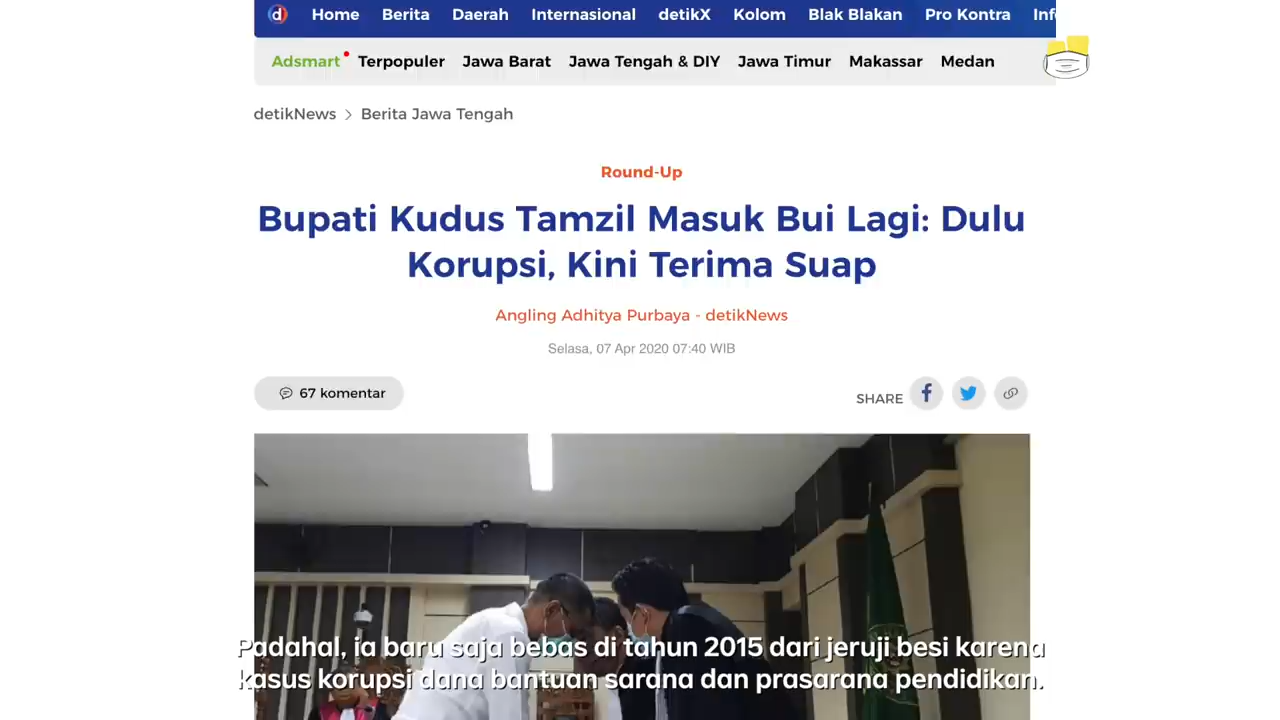 d Home Berita Daerah Internasional detikX Kolom Blak Blakan Pro Kontra Inf
Adsmart Terpopuler Jawa Barat Jawa Tengah & DIY Jawa Timur Makassar Medan
detikNews > Berita Jawa Tengah
Round-Up
Bupati Kudus Tamzil Masuk Bui Lagi: Dulu
Korupsi, Kini Terima Suap
Angling Adhitya Purbaya - detikNews
Selasa, 07 Apr 2020 07:40 WIB
67 komentar
SHARE
Padahal, ia baru saja bebas di tahun 2015 dari jeruji besi karena
kasus korupsi dana bantuan sarana dan prasarana pendidikan.